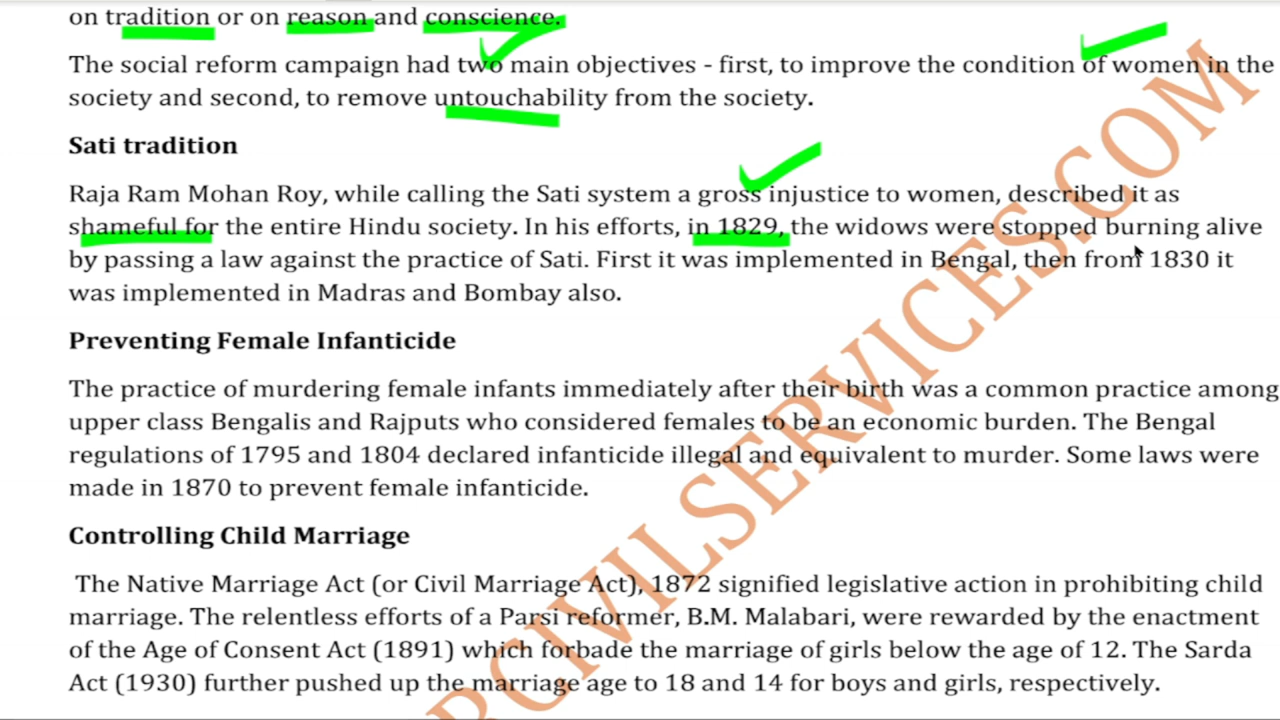 on tradition or on reason and conscience.
The social reform campaign had two main objectives - first, to improve the condition of women in the
society and second, to remove untouchability from the society.
Sati tradition
Raja Ram Mohan Roy, while calling the Sati system a gross injustice to women, described it as
shameful for the entire Hindu society. In his efforts, in 1829, the widows were stopped burning alive
by passing a law against the practice of Sati. First it was implemented in Bengal, then from 1830 it
was implemented in Madras and Bombay also.
Preventing Female Infanticide
The practice of murdering female infants immediately after their birth was a common practice among
upper class Bengalis and Rajputs who considered females to be an economic burden. The Bengal
regulations of 1795 and 1804 declared infanticide illegal and equivalent to murder. Some laws were
made in 1870 to prevent female infanticide.
Controlling Child Marriage
The Native Marriage Act (or Civil Marriage Act), 1872 signified legislative action in prohibiting child
marriage. The relentless efforts of a Parsi reformer, B.M. Malabari, were rewarded by the enactment
of the Age of Consent Act (1891) which forbade the marriage of girls below the age of 12. The Sarda
Act (1930) further pushed up the marriage age to 18 and 14 for boys and girls, respectively.
RCIVILSERVICES.COM